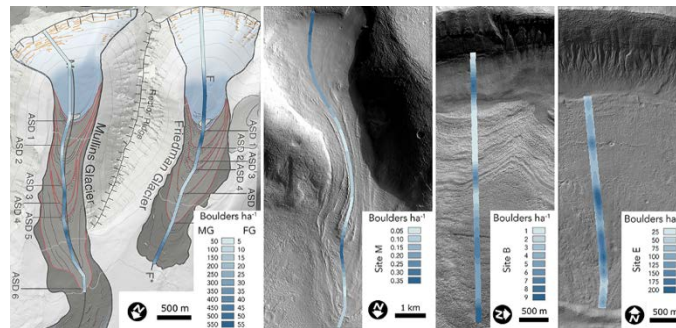 ASD 1
ASD 2
ASD 3
ASD 4
ASD 5
ASD 6
Mullins Glacier
Friedman Glacier
F
ASD 1
ASD 2
ASD 3
ASD 4
F'
500 m
Boulders ha-1
MG FG
50 5
100 10
150 15
200 20
250 25
300 30
350 35
400 40
450 45
500 50
550 55
Boulders ha-1
Site M
0.05
0.10
0.15
0.20
0.25
0.30
0.35
1 km
Boulders ha-1
Site B
1
2
3
4
5
6
7
8
9
N
500 m
Boulders ha-1
Site E
25
50
75
100
125
150
175
200
N
500 m